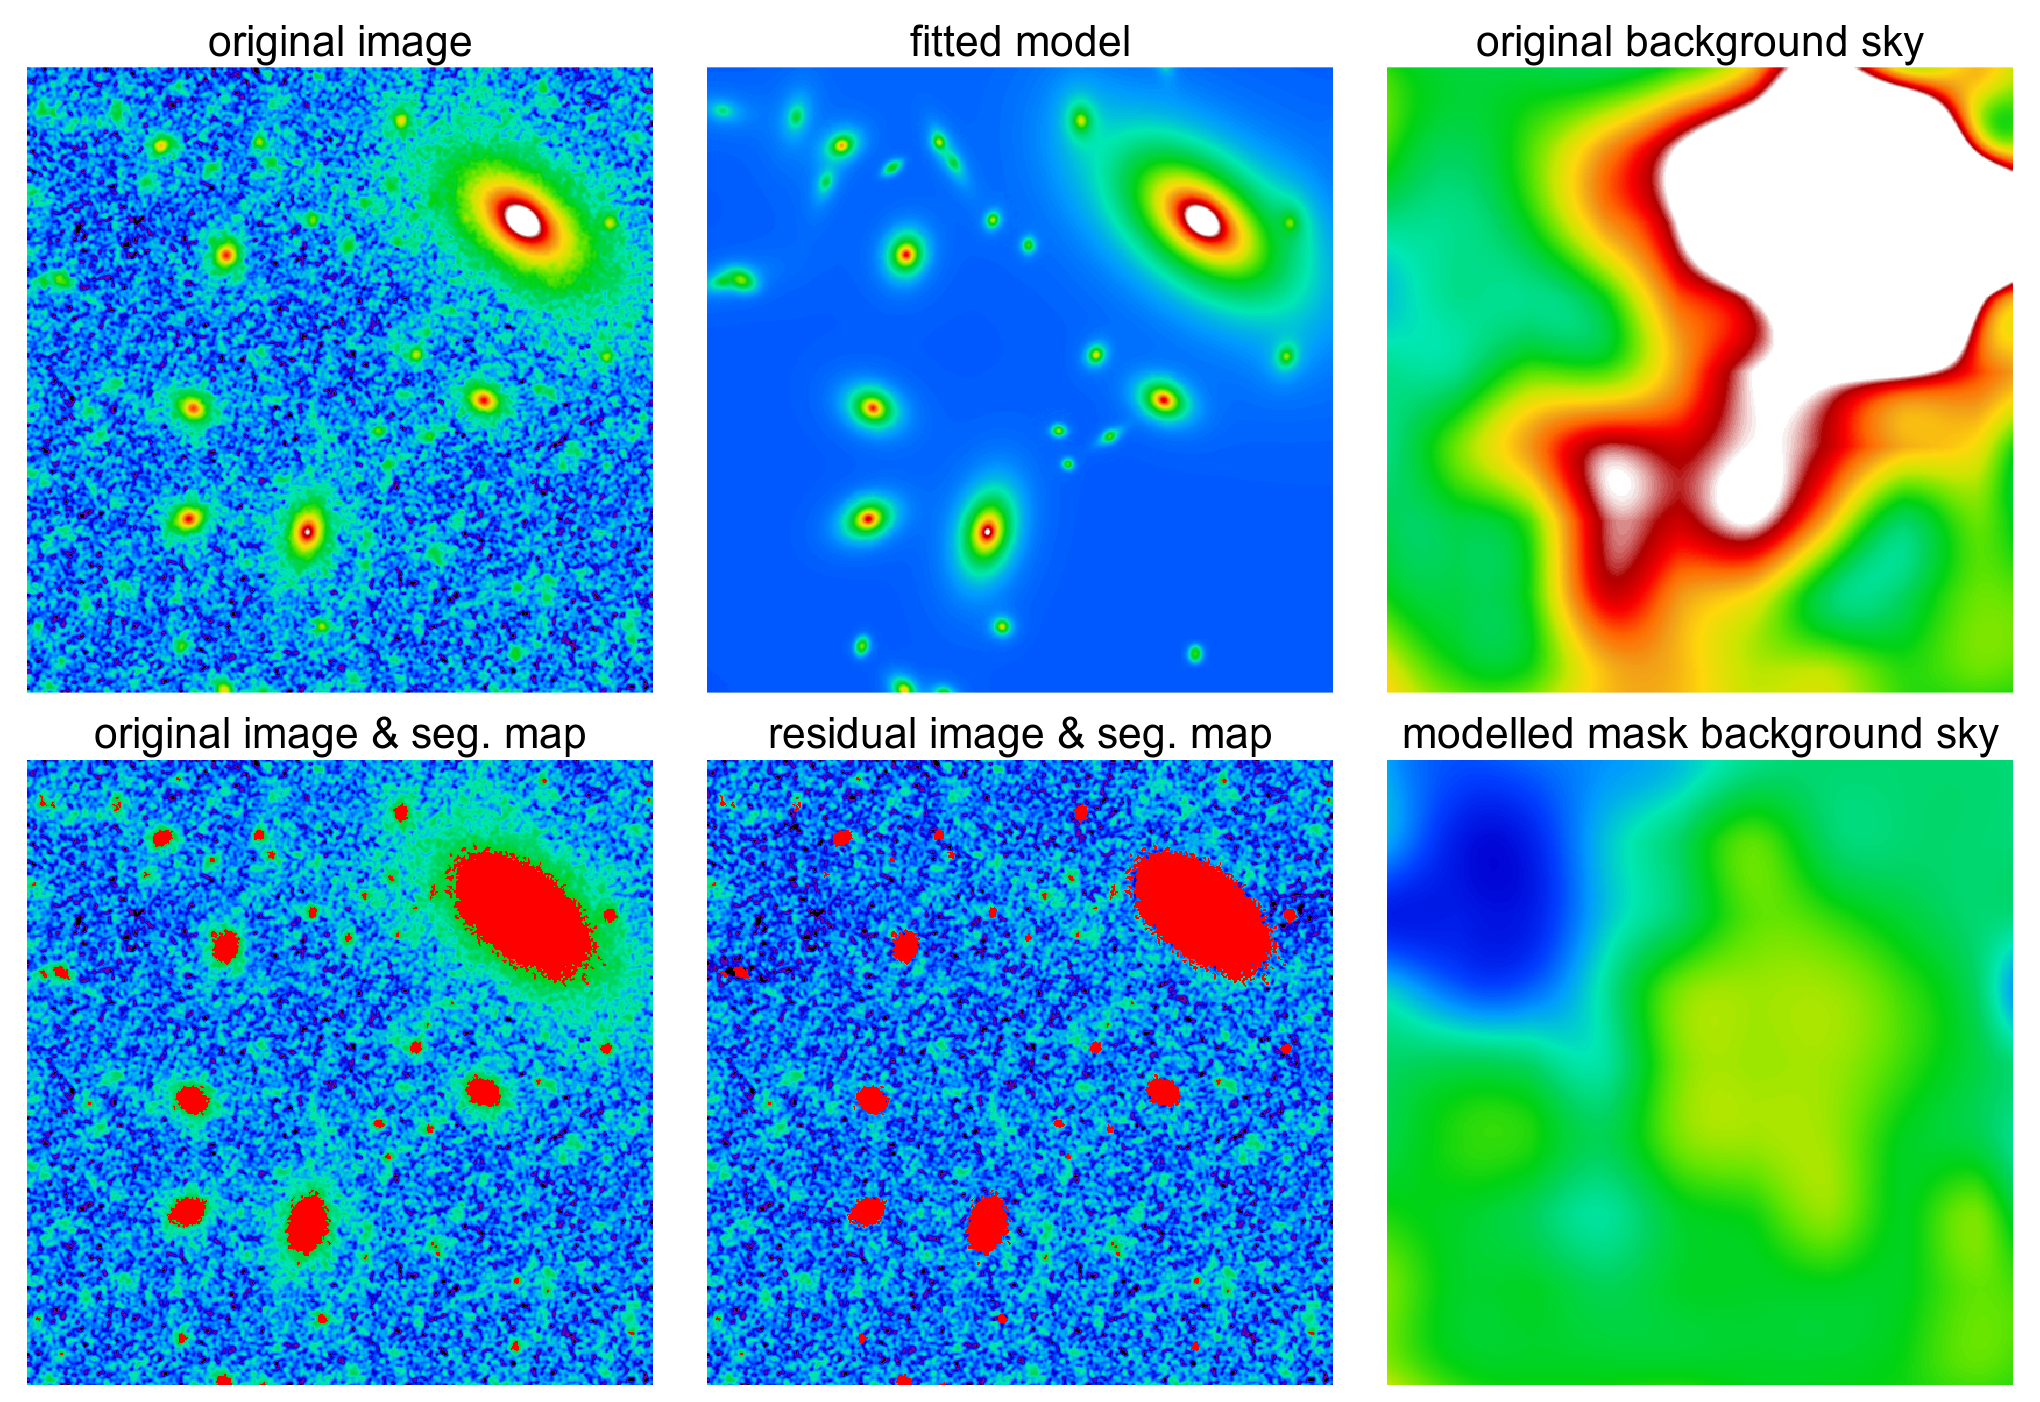 original image
fitted model
original background sky
original image & seg. map
residual image & seg. map
modelled mask background sky